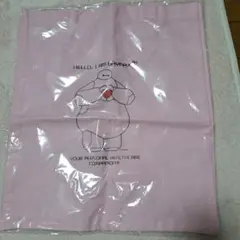 HELLO. I AM BAYMAX
YOUR PERSONAL HEALTHCARE
COMPANION